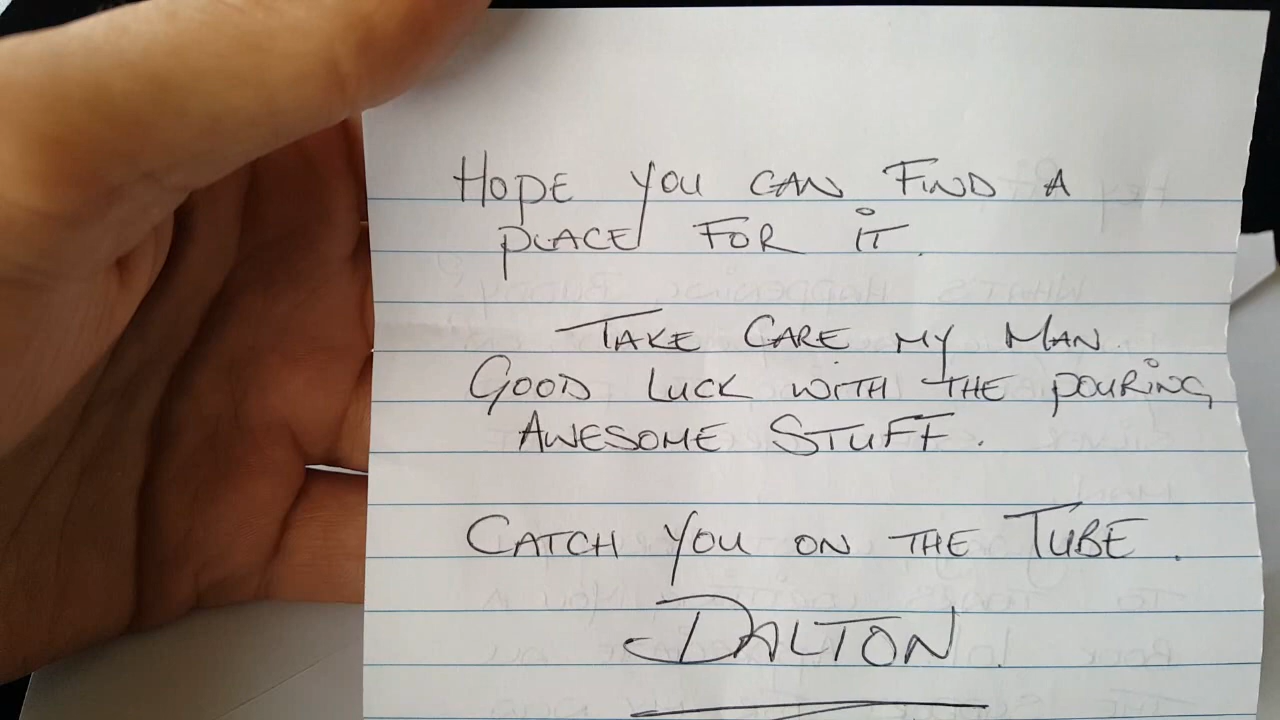 Hope you can find a
place for it.
Take care my man.
Good luck with the pouring,
awesome stuff.
Catch you on the Tube.
Dalton